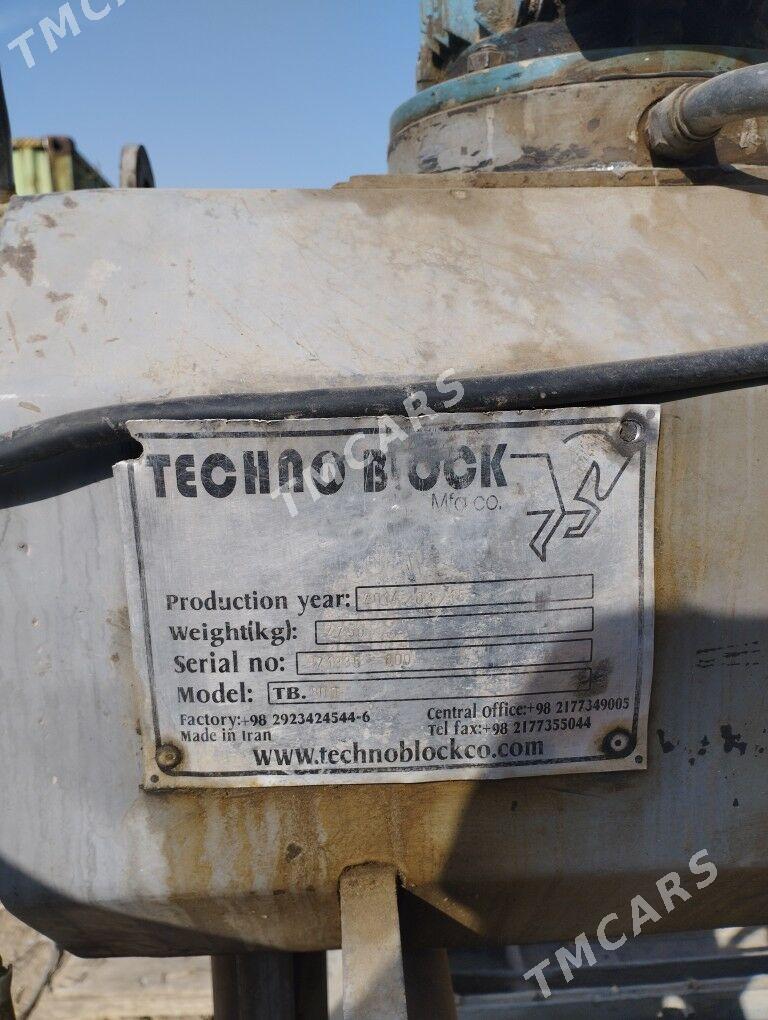 TMCARS
TECHNO BLOCK
Mfg co.
TMCARS
Production year:
Weight(kg):
Serial no:
Model: TB.
Factory:+98 2923424544-6
Central Office:+98 2177349005
Made in Iran
Tel fax:+98 2177355044
www.technoblockco.com
TMCARS